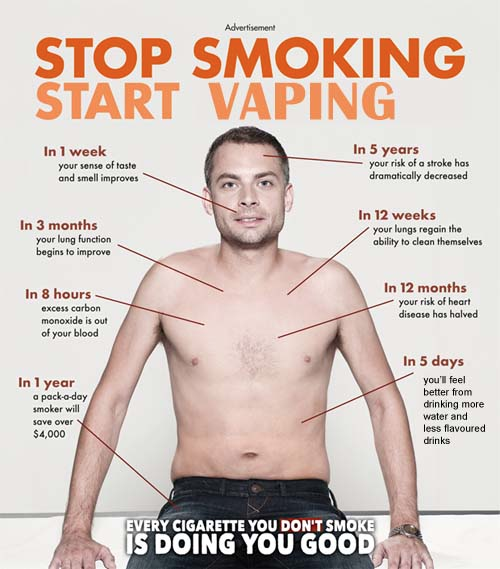 Advertisement
STOP SMOKING
START VAPING
In 1 week
your sense of taste
and smell improves
In 5 years
your risk of a stroke has
dramatically decreased
In 3 months
your lung function
begins to improve
In 12 weeks
your lungs regain the
ability to clean themselves
In 8 hours
excess carbon
monoxide is out
of your blood
In 12 months
your risk of heart
disease has halved
In 1 year
a pack-a-day
smoker will
save over
$4,000
In 5 days
you'll feel
better from
drinking more
water and
less flavoured
drinks
EVERY CIGARETTE YOU DON'T SMOKE
IS DOING YOU GOOD